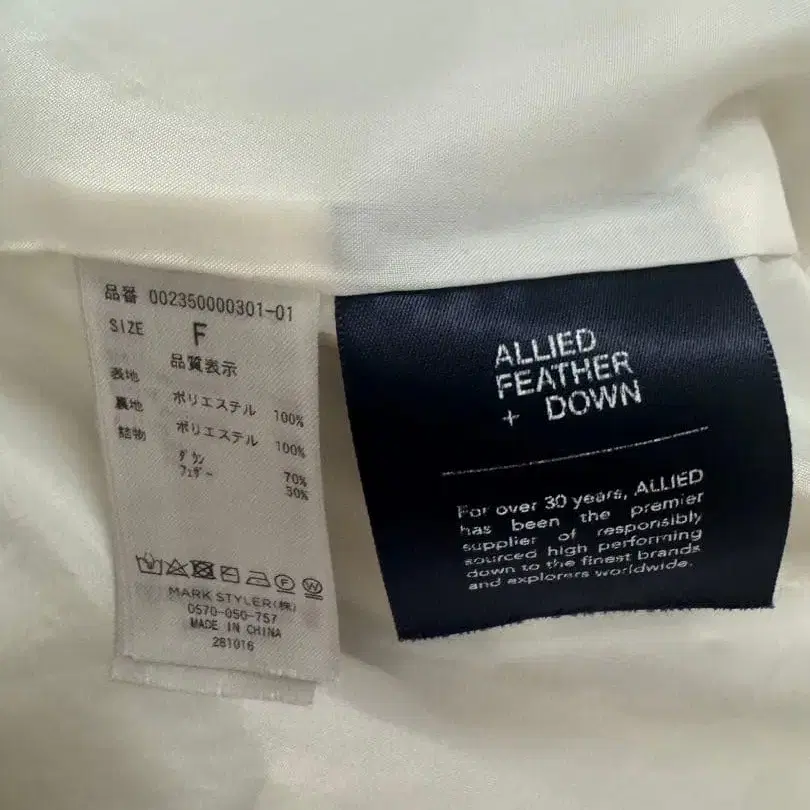 品番 002350000301-01
SIZE F
品質表示
表地 ポリエステル 100%
裏地 ポリエステル 100%
詰物 ダウン 70%
フェザー 30%
MARK STYLER(株)
0570-050-757
MADE IN CHINA
281016
ALLIED
FEATHER
+ DOWN
For over 30 years, ALLIED
has been the premier
supplier of responsibly
sourced high performing
down to the finest brands
and explorers worldwide.